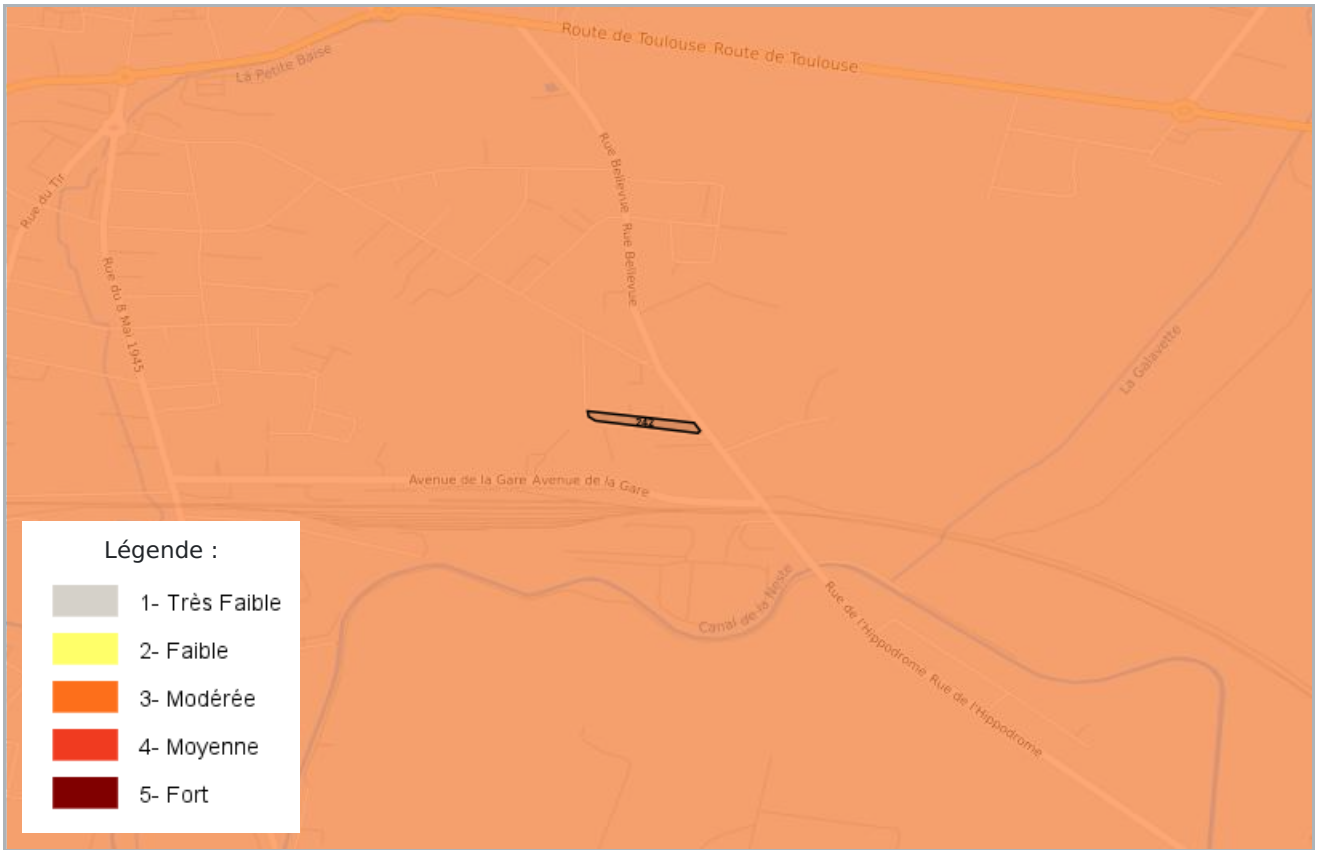 Route de Toulouse Route de Toulouse
La Petite Baïse
Rue du Tir
Rue Bellevue Rue Bellevue
Rue du 8 Mai 1945
La Galavette
242
Avenue de la Gare Avenue de la Gare
Canal de la Neste
Rue de l'Hippodrome Rue de l'Hippodrome
Légende :
1- Très Faible
2- Faible
3- Modérée
4- Moyenne
5- Fort